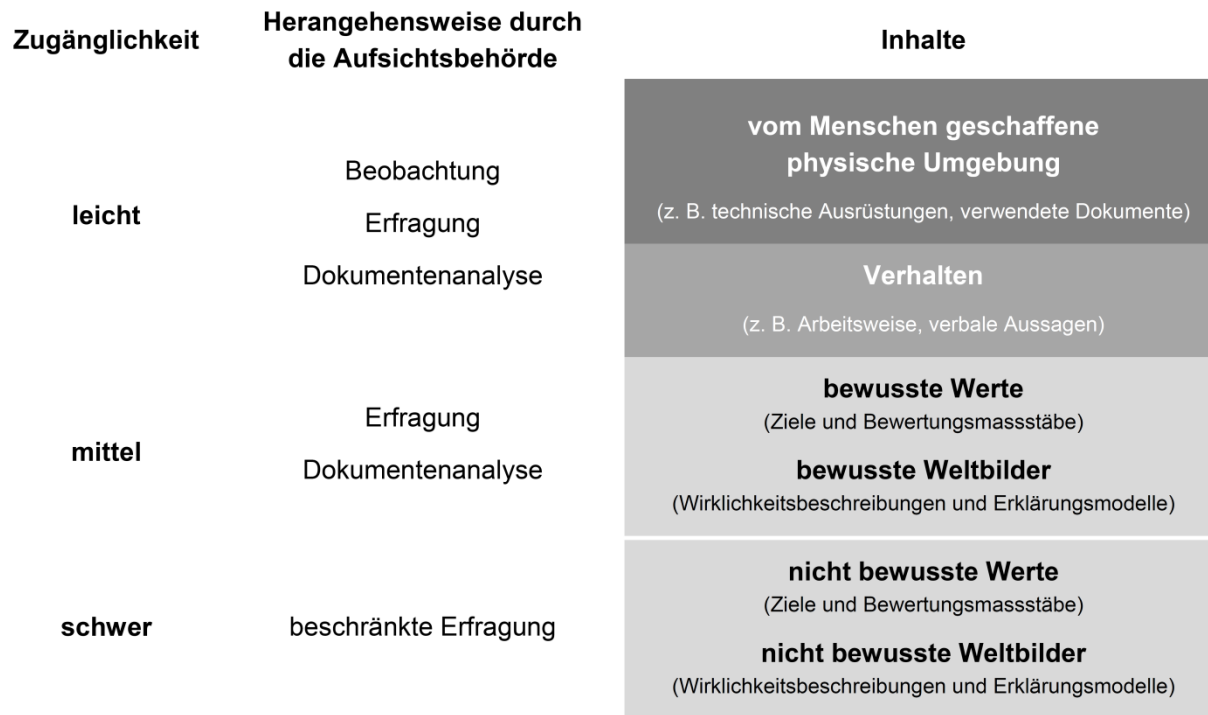 Zugänglichkeit
Herangehensweise durch
die Aufsichtsbehörde
Inhalte
leicht
Beobachtung
Erfragung
Dokumentenanalyse
vom Menschen geschaffene
physische Umgebung
(z. B. technische Ausrüstungen, verwendete Dokumente)
Verhalten
(z. B. Arbeitsweise, verbale Aussagen)
mittel
Erfragung
Dokumentenanalyse
bewusste Werte
(Ziele und Bewertungsmassstäbe)
bewusste Weltbilder
(Wirklichkeitsbeschreibungen und Erklärungsmodelle)
schwer
beschränkte Erfragung
nicht bewusste Werte
(Ziele und Bewertungsmassstäbe)
nicht bewusste Weltbilder
(Wirklichkeitsbeschreibungen und Erklärungsmodelle)